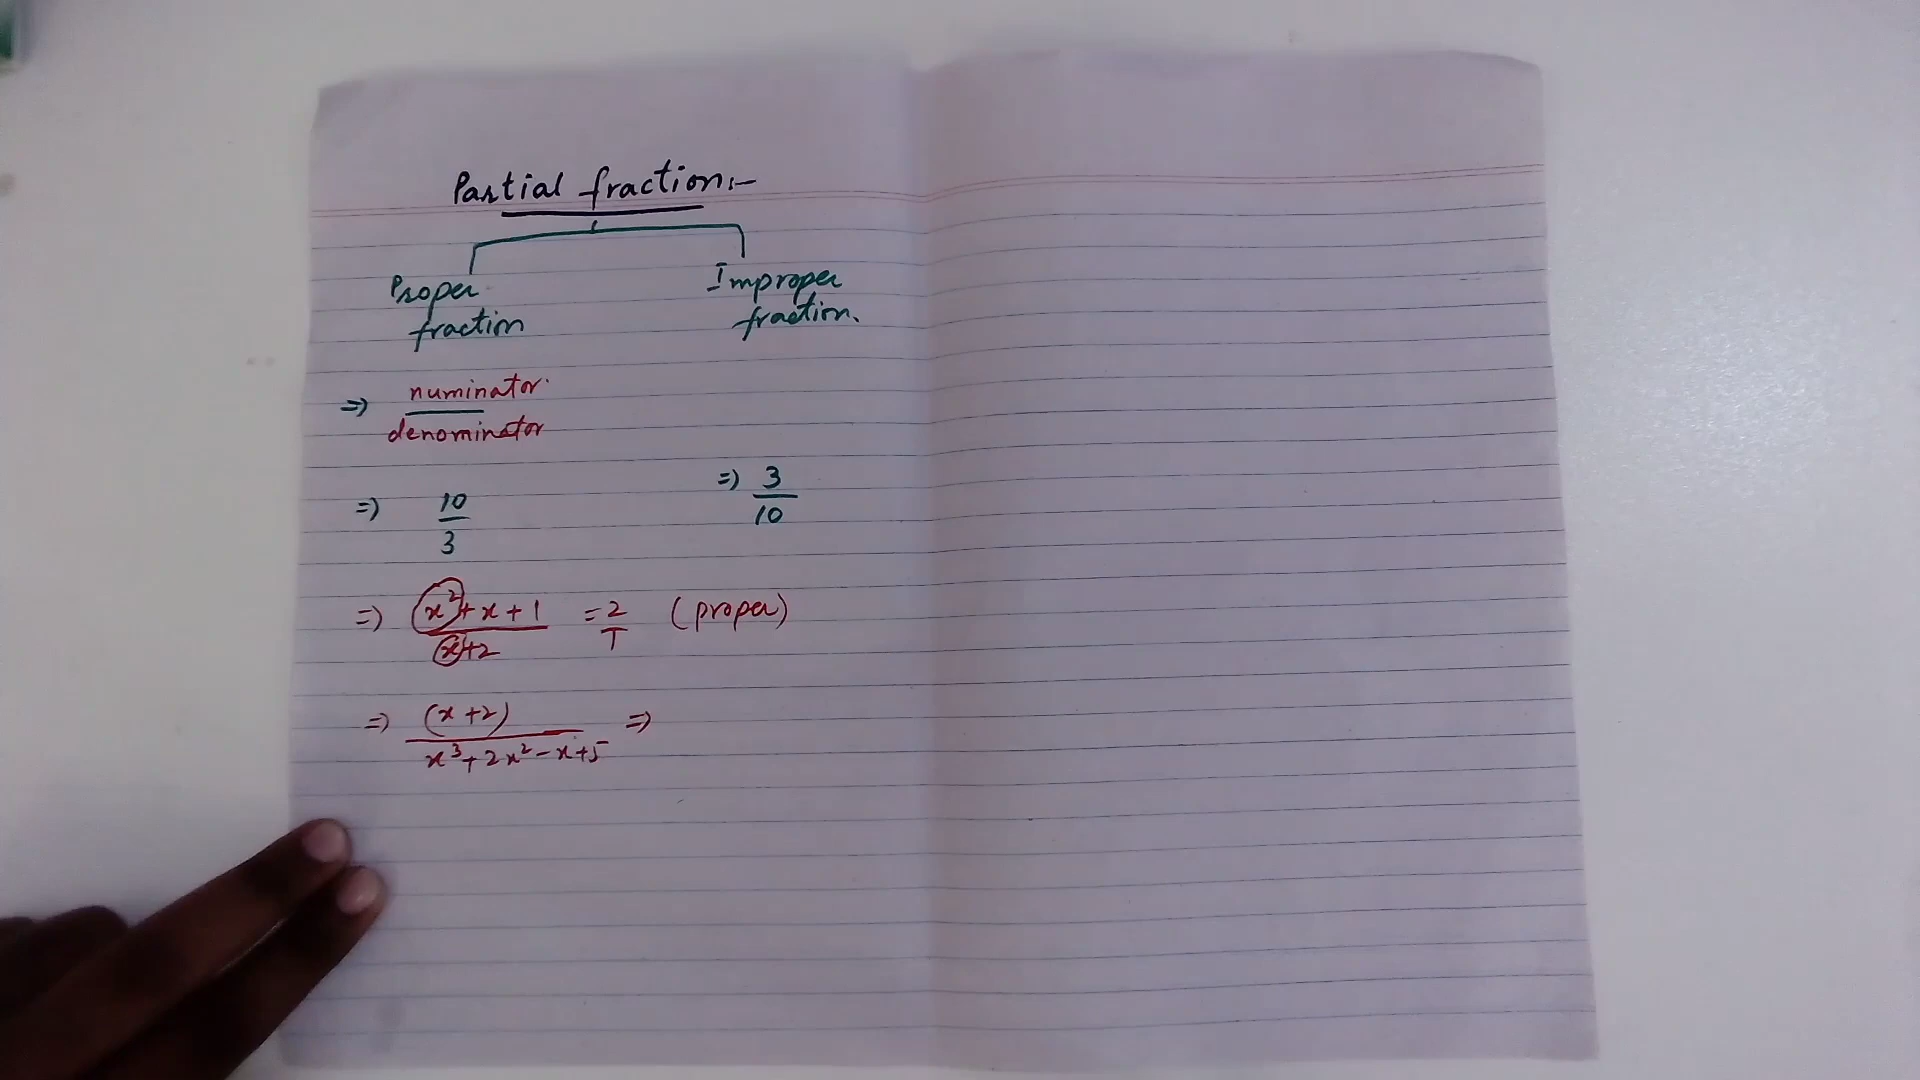 Partial fraction:-
Proper fraction
Improper fraction.
=> numinator.
denominator
=> 10/3
=> 3/10
=> x²+x+1 / x¹+2 = 2/1 (proper)
=> (x+2) / x³+2x²-x+5 =>